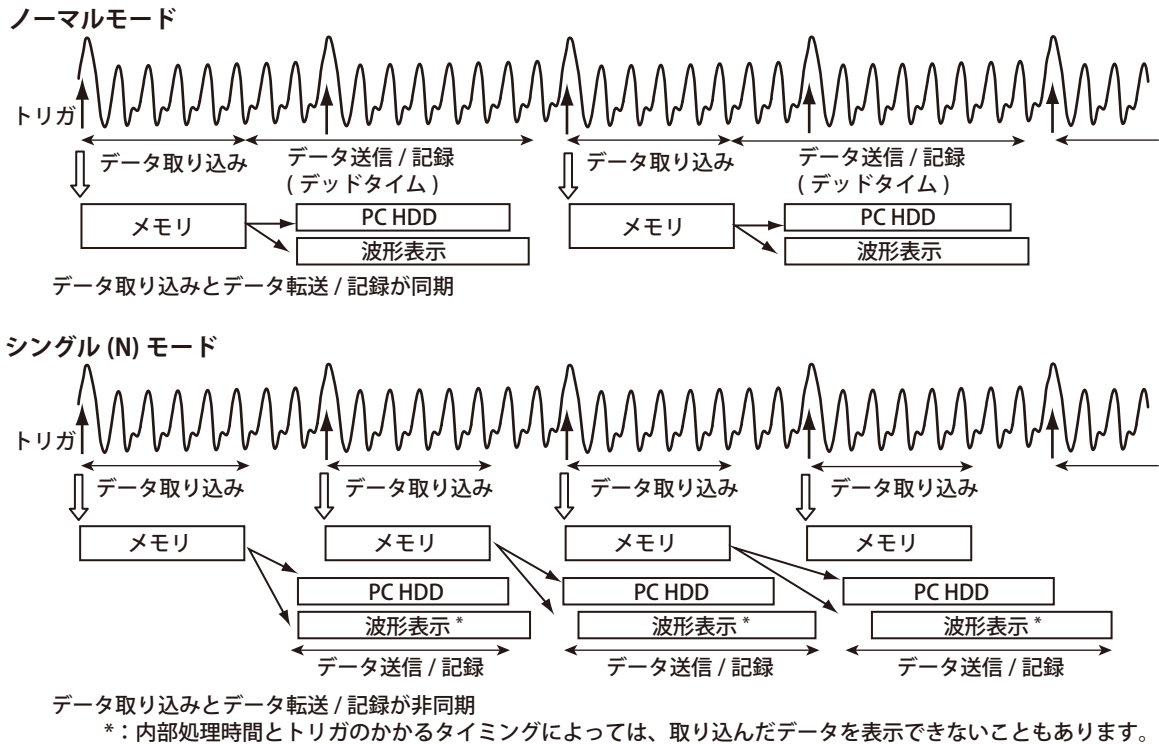 ノーマルモード
トリガ
データ取り込み
データ送信 / 記録
( デッドタイム )
データ取り込み
データ送信 / 記録
( デッドタイム )
メモリ
PC HDD
波形表示
メモリ
PC HDD
波形表示
データ取り込みとデータ転送 / 記録が同期
シングル (N) モード
トリガ
データ取り込み
データ取り込み
データ取り込み
データ取り込み
メモリ
メモリ
メモリ
メモリ
PC HDD
PC HDD
PC HDD
波形表示 *
波形表示 *
波形表示 *
データ送信 / 記録
データ送信 / 記録
データ送信 / 記録
データ取り込みとデータ転送 / 記録が非同期
*：内部処理時間とトリガのかかるタイミングによっては、取り込んだデータを表示できないこともあります。